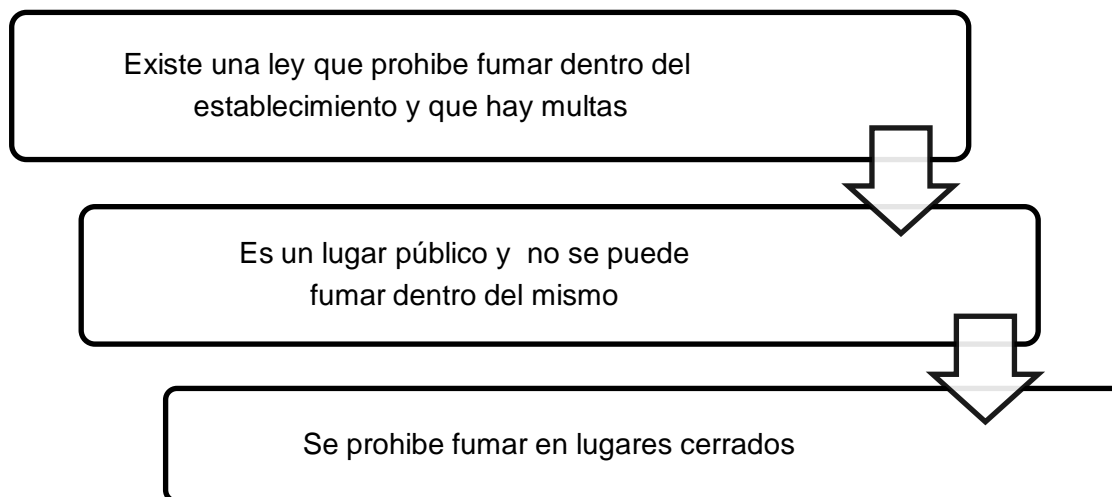 Existe una ley que prohibe fumar dentro del
establecimiento y que hay multas
Es un lugar público y  no se puede
fumar dentro del mismo
Se prohibe fumar en lugares cerrados